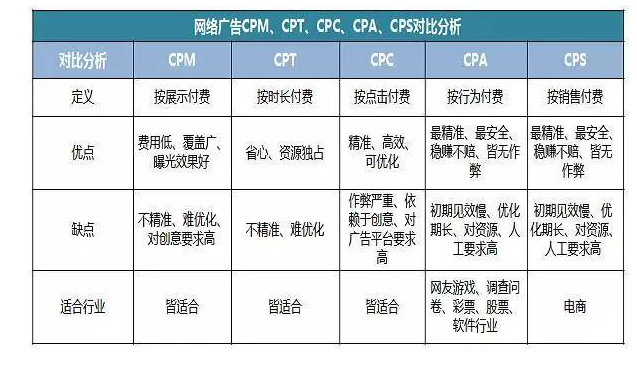 网络广告CPM、CPT、CPC、CPA、CPS对比分析
对比分析 CPM CPT CPC CPA CPS
定义 按展示付费 按时长付费 按点击付费 按行为付费 按销售付费
优点
费用低、覆盖广、
曝光效果好
省心、资源独占
精准、高效、
可优化
最精准、最安全、
稳赚不赔、皆无作
弊
最精准、最安全、
稳赚不赔、皆无
作弊
缺点
不精准、难优化、
对创意要求高
不精准、难优化
作弊严重、依
赖于创意、对
广告平台要求
高
初期见效慢、优化
期长、对资源、人
工要求高
初期见效慢、优
化期长、对资源、
人工要求高
适合行业
皆适合
皆适合
皆适合
网友游戏、调查问
卷、彩票、股票、
软件行业
电商